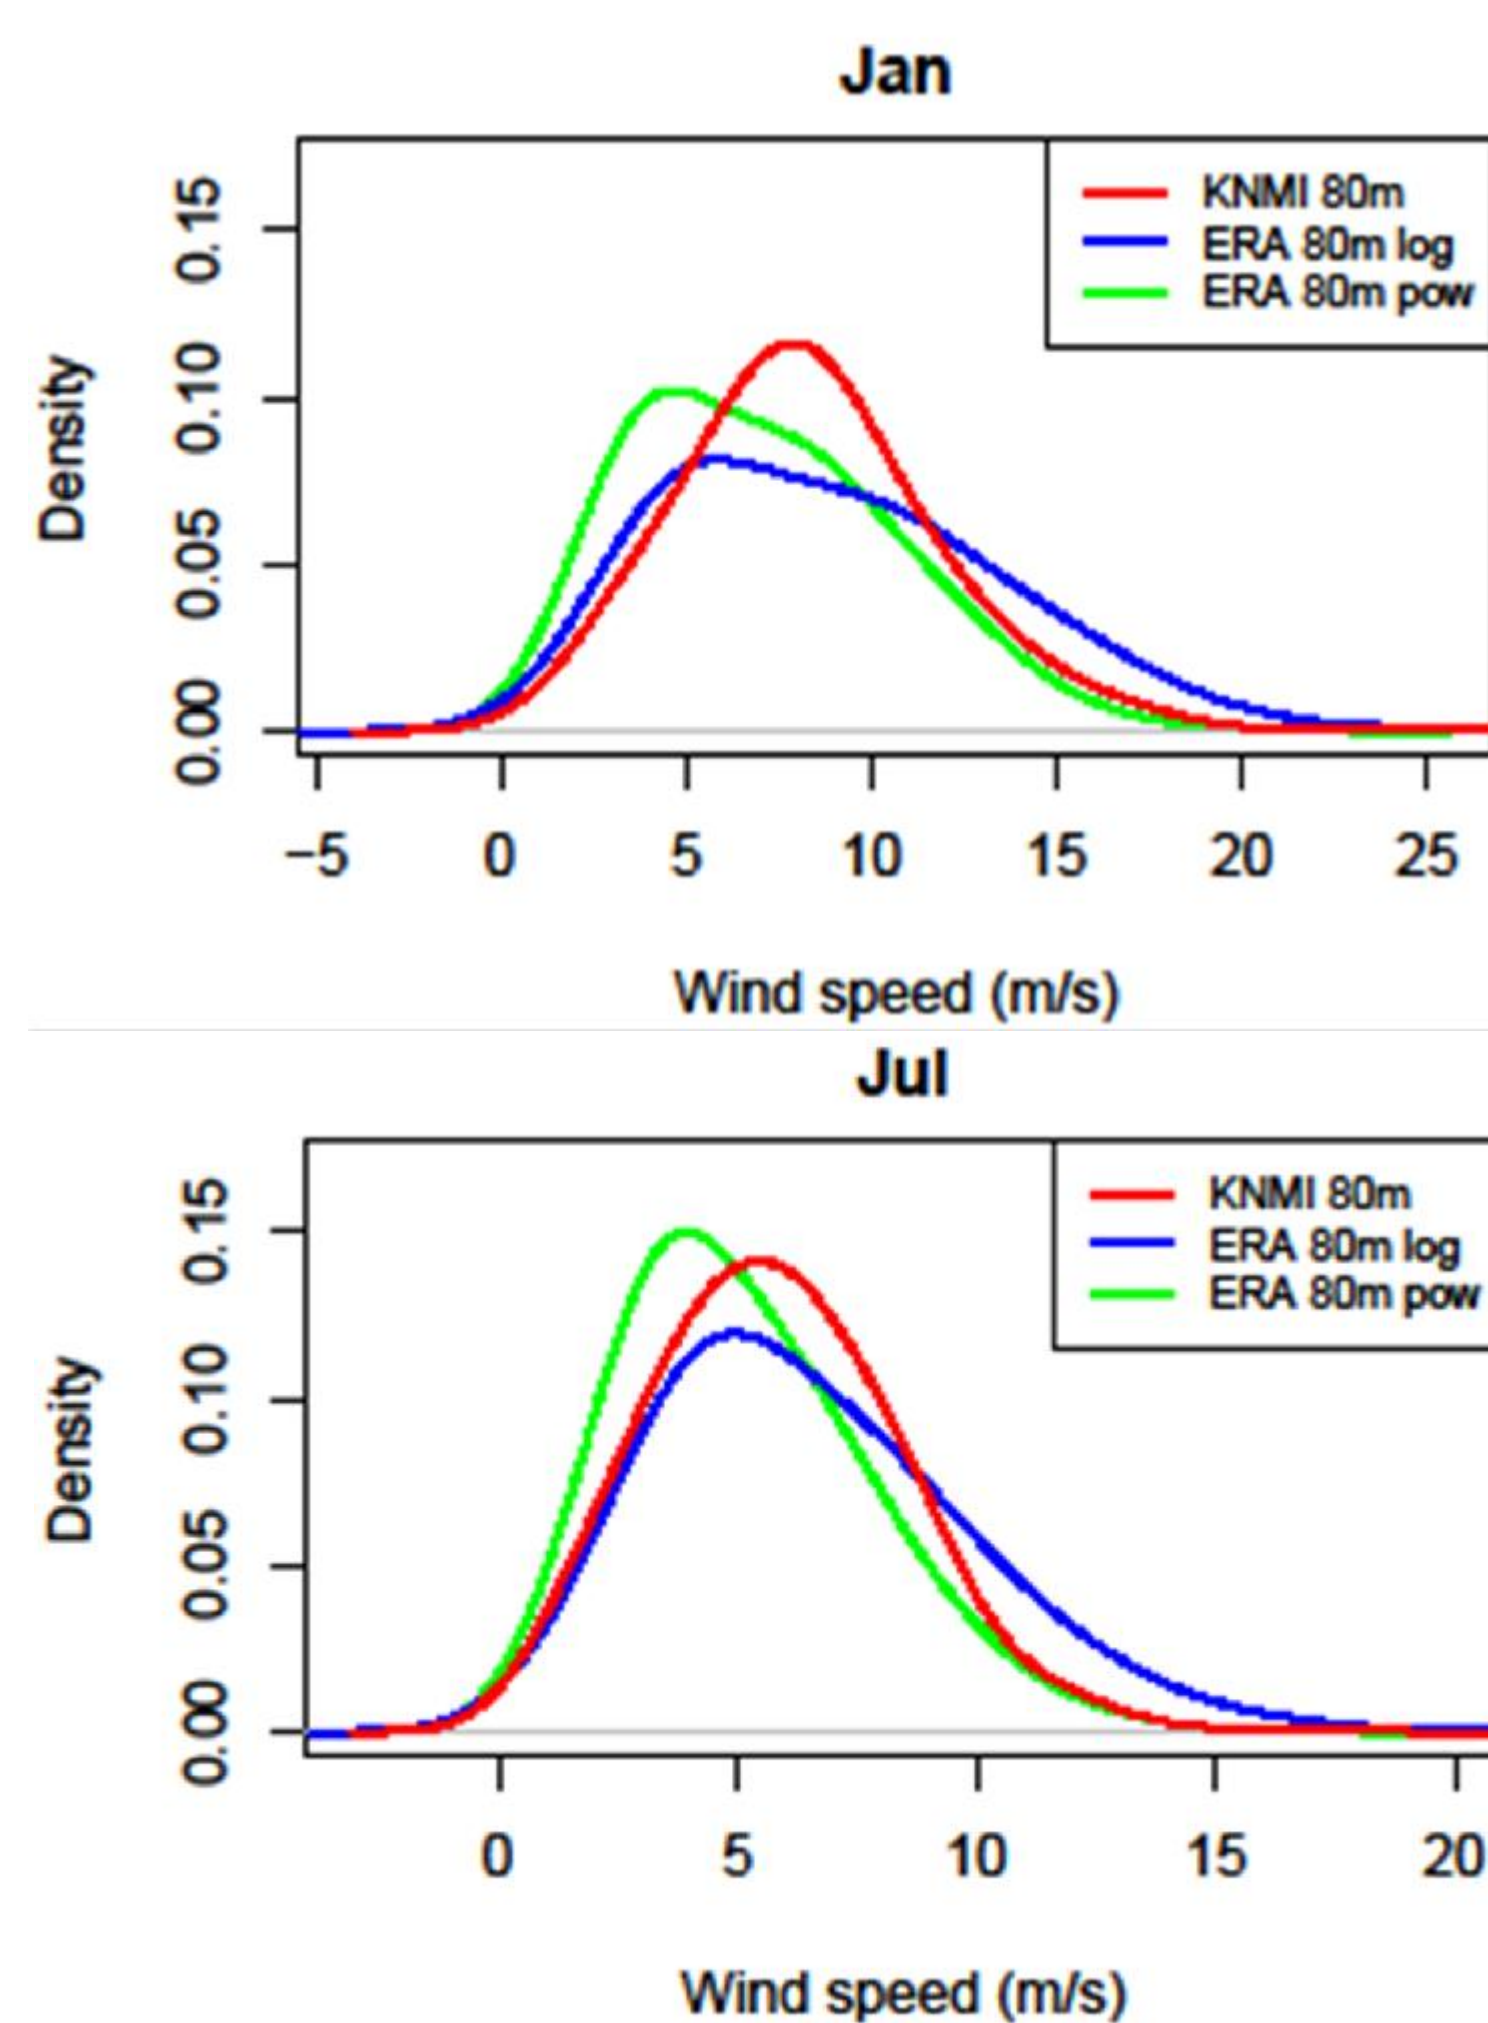 Jan
KNMI 80m
ERA 80m log
ERA 80m pow
Density
0.15
0.10
0.05
0.00
−5 0 5 10 15 20 25
Wind speed (m/s)
Jul
KNMI 80m
ERA 80m log
ERA 80m pow
Density
0.15
0.10
0.05
0.00
0 5 10 15 20
Wind speed (m/s)